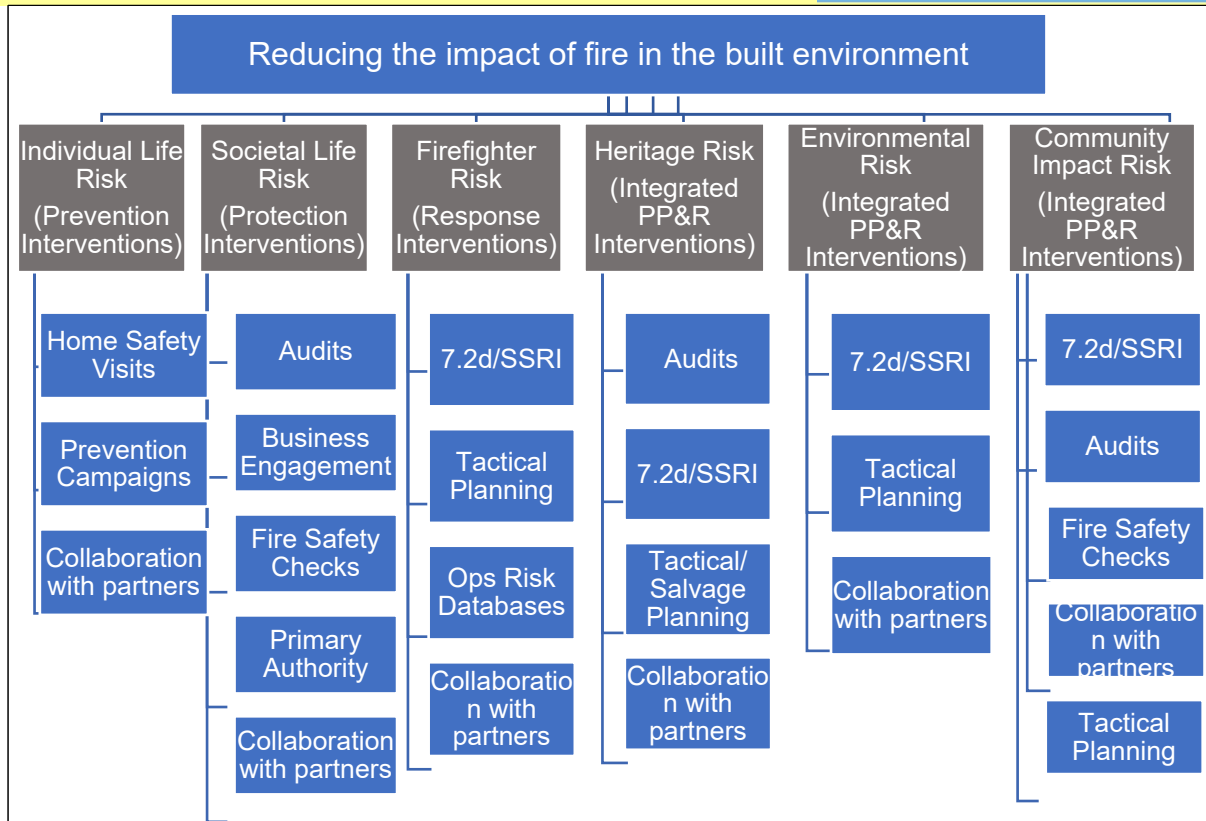 Reducing the impact of fire in the built environment
Individual Life
Risk
(Prevention
Interventions)
Societal Life
Risk
(Protection
Interventions)
Firefighter
Risk
(Response
Interventions)
Heritage Risk
(Integrated
PP&R
Interventions)
Environmental
Risk
(Integrated
PP&R
Interventions)
Community
Impact Risk
(Integrated
PP&R
Interventions)
Home Safety
Visits
Prevention
Campaigns
Collaboration
with partners
Audits
Business
Engagement
Fire Safety
Checks
Primary
Authority
Collaboration
with partners
7.2d/SSRI
Tactical
Planning
Ops Risk
Databases
Collaboratio
n with
partners
Audits
7.2d/SSRI
Tactical/
Salvage
Planning
Collaboratio
n with
partners
7.2d/SSRI
Tactical
Planning
Collaboration
with partners
7.2d/SSRI
Audits
Fire Safety
Checks
Collaboratio
n with
partners
Tactical
Planning